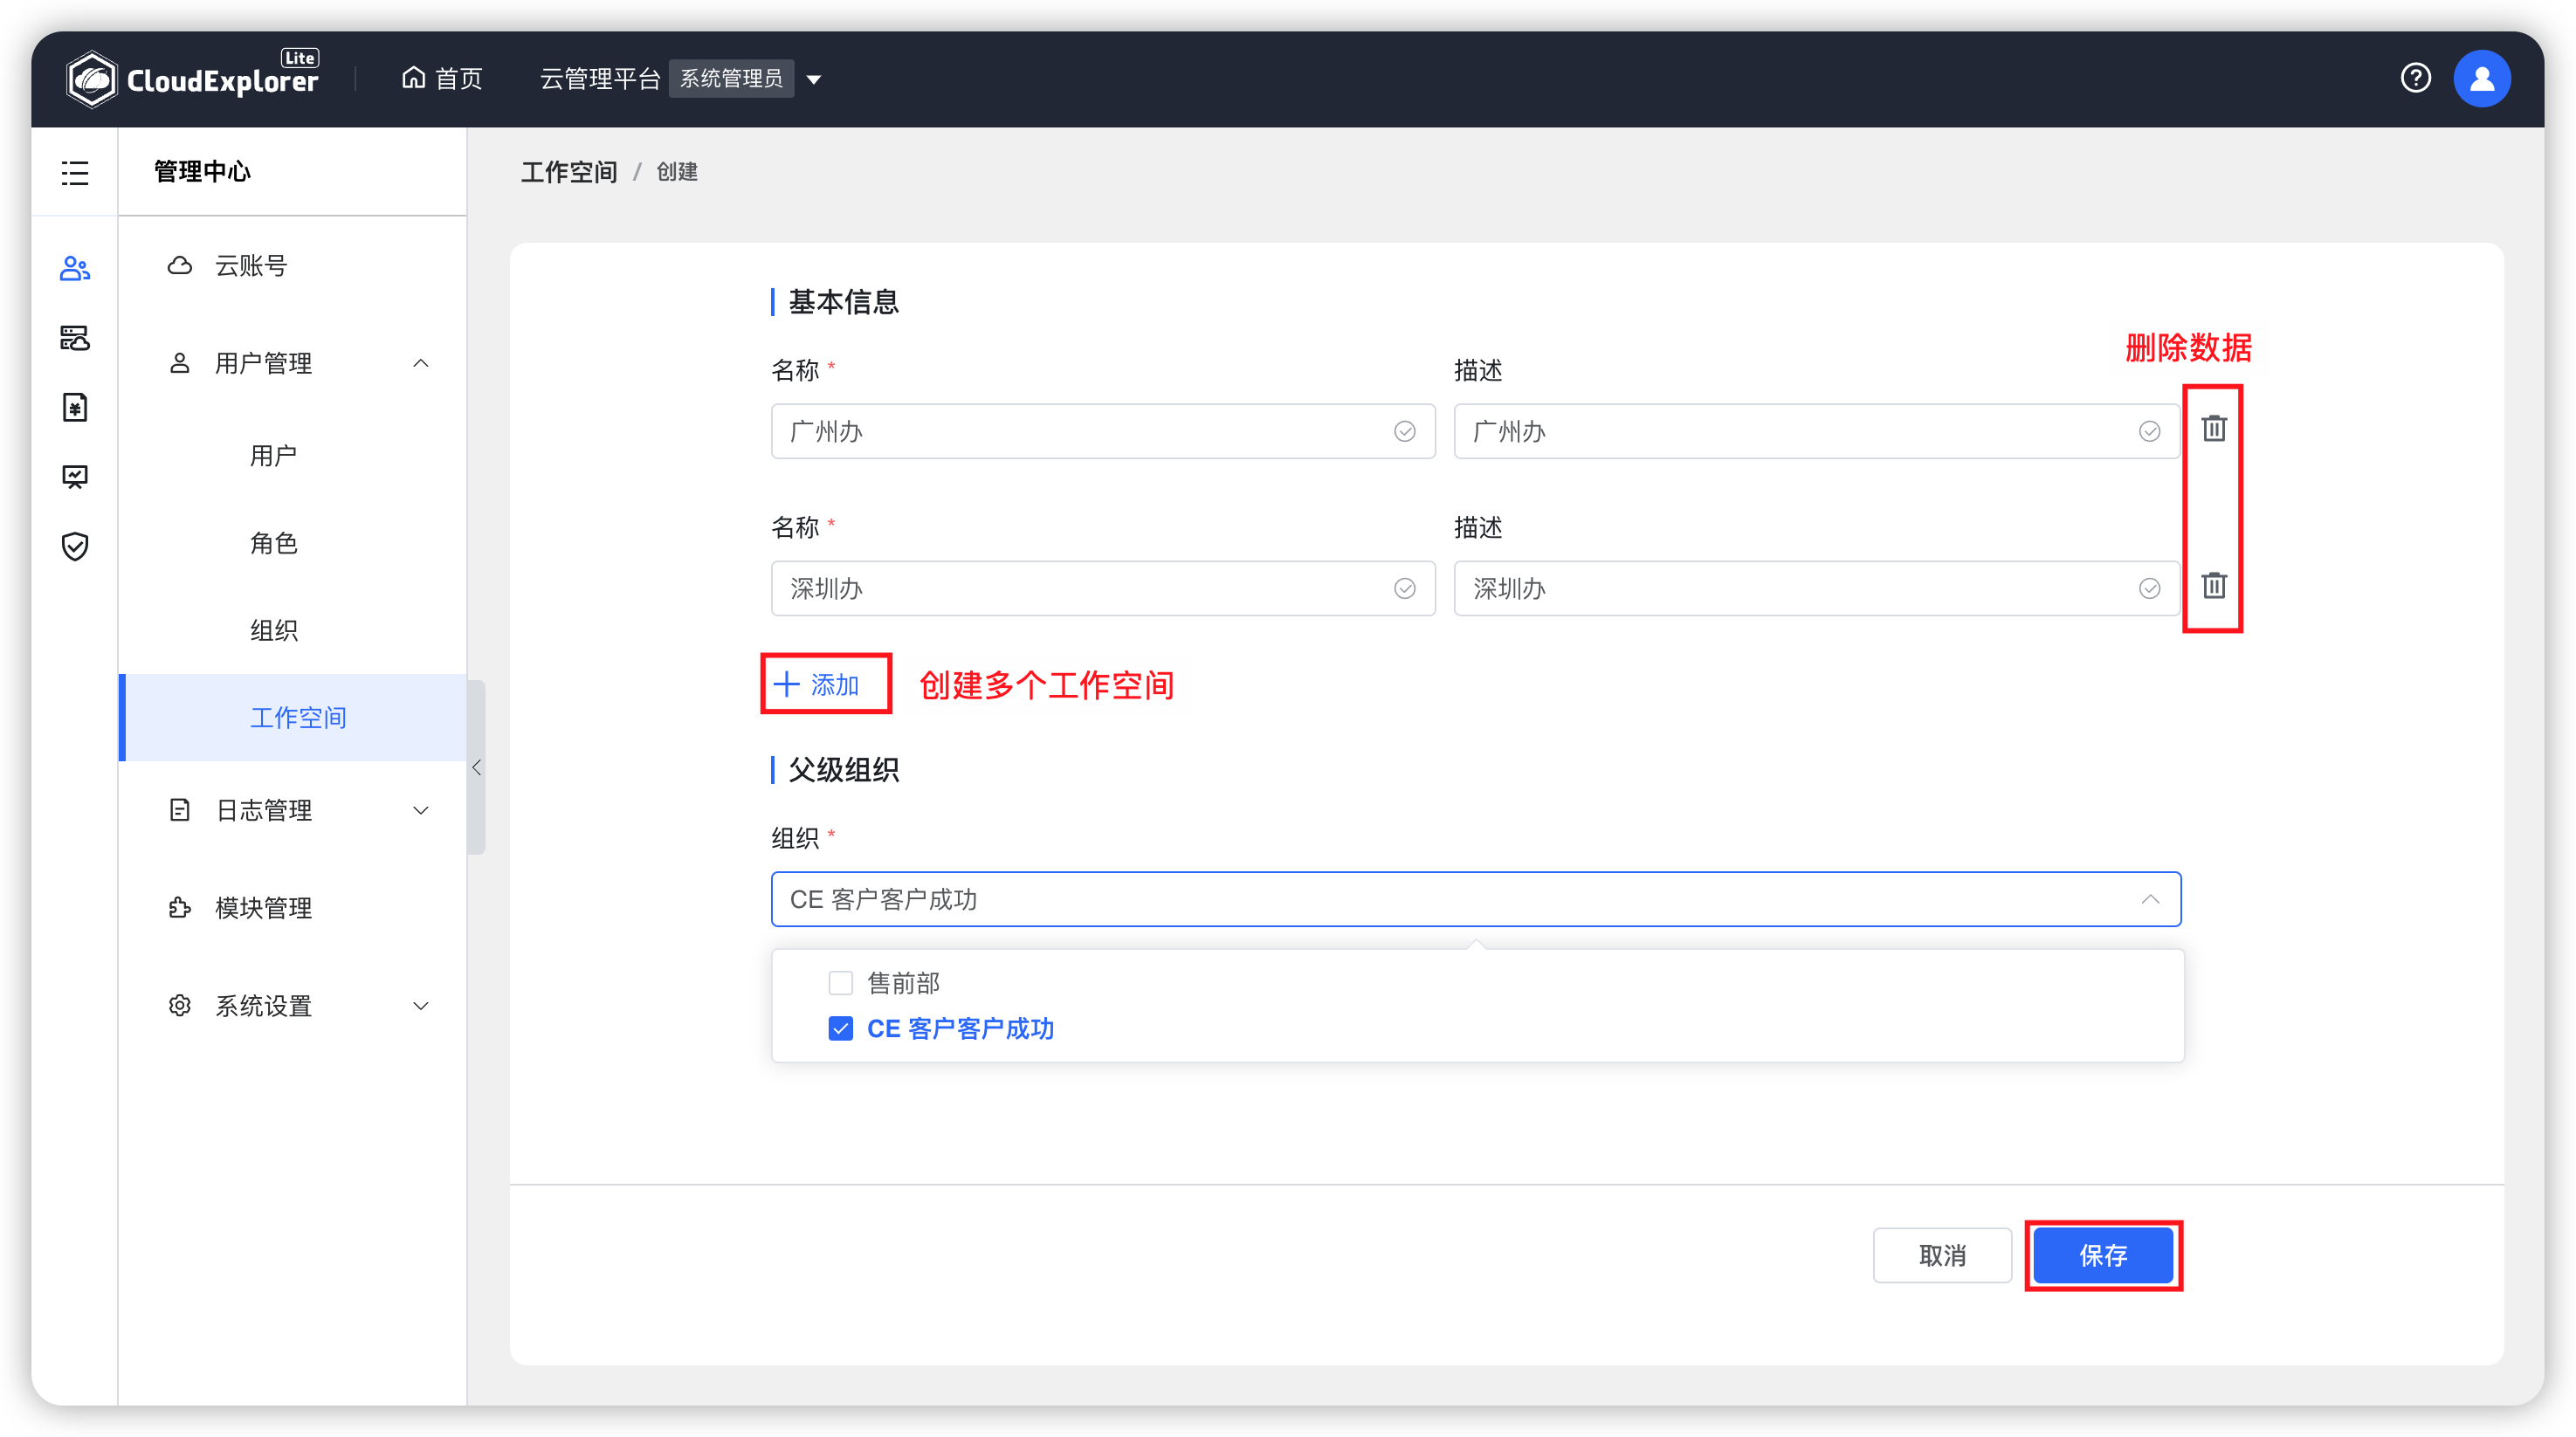 CloudExplorer Lite
首页
云管理平台 系统管理员
管理中心
云账号
用户管理
用户
角色
组织
工作空间
日志管理
模块管理
系统设置
工作空间 / 创建
基本信息
删除数据
名称 * 描述
广州办 广州办
名称 * 描述
深圳办 深圳办
添加 创建多个工作空间
父级组织
组织 *
CE 客户客户成功
售前部
CE 客户客户成功
取消 保存